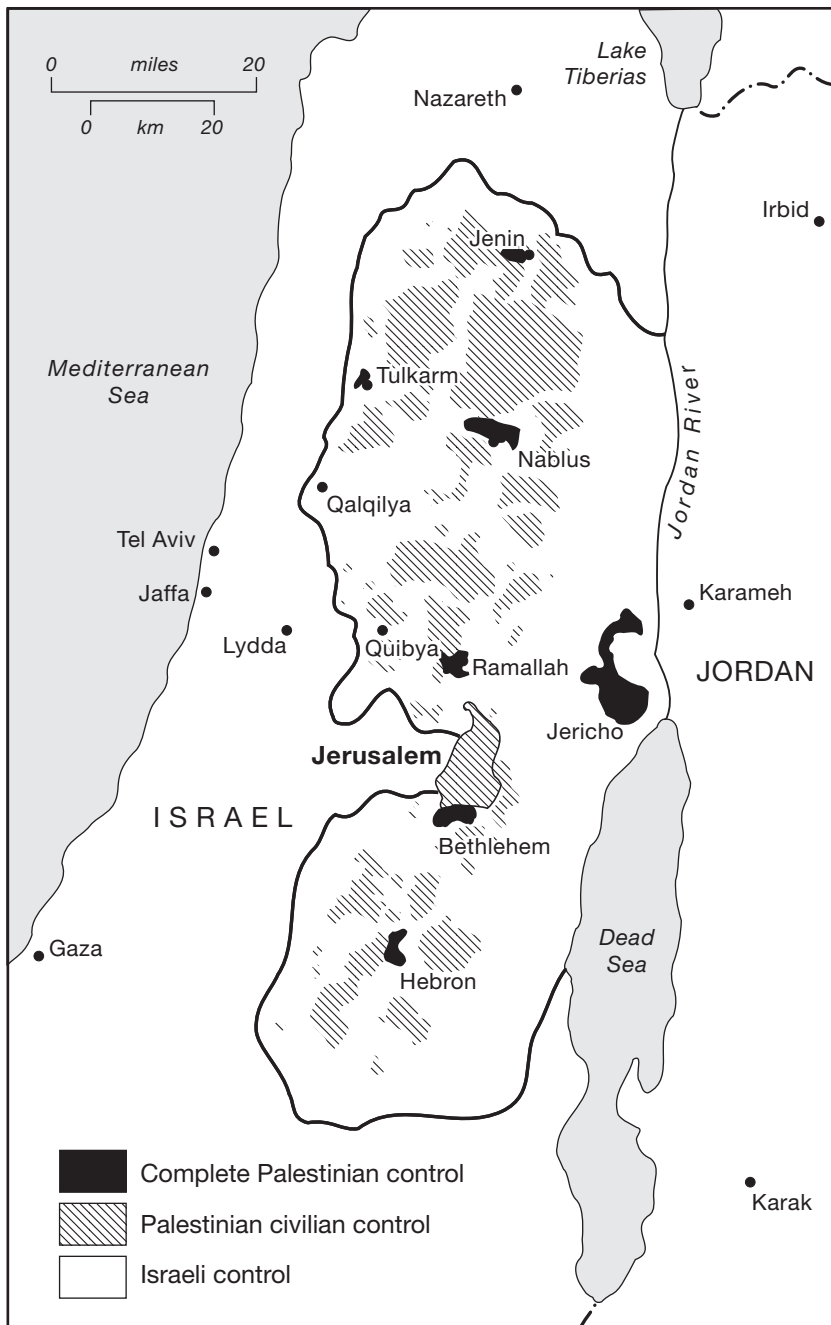 0 miles 20
0 20
km
Lake
Tiberias
Nazareth
Irbid
Jenin
Mediterranean
Sea
Tulkarm
Jordan River
Nablus
Qalqilya
Tel Aviv
Jaffa
Karameh
Lydda
Quibya
Ramallah
JORDAN
Jericho
Jerusalem
ISRAEL
Bethlehem
Gaza
Dead
Sea
Hebron
Complete Palestinian control
Palestinian civilian control
Israeli control
Karak